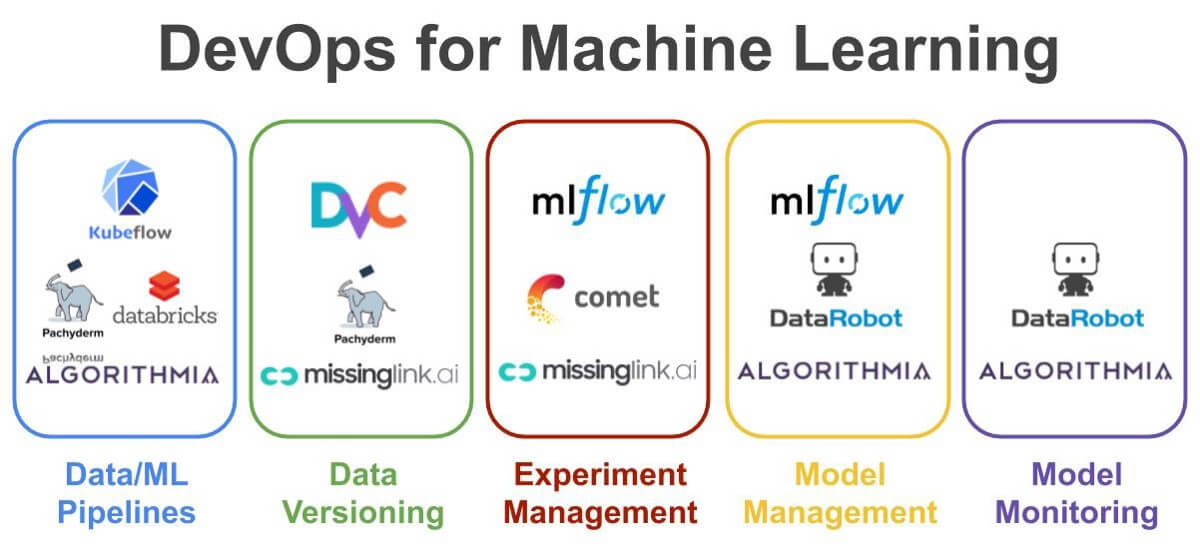 DevOps for Machine Learning
Kubeflow
Pachyderm
databricks
Pachyderm
ALGORITHMIA
Data/ML
Pipelines
DVC
Pachyderm
missinglink.ai
Data
Versioning
mlflow
comet
missinglink.ai
Experiment
Management
mlflow
DataRobot
ALGORITHMIA
Model
Management
DataRobot
ALGORITHMIA
Model
Monitoring